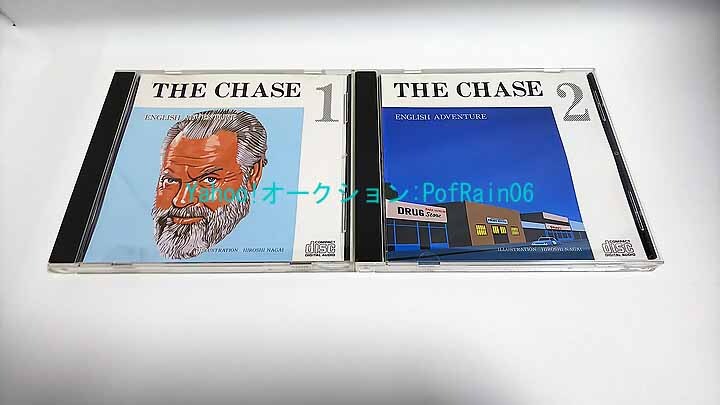 THE CHASE 1
ENGLISH ADVENTURE
ILLUSTRATION HIROSHI NAGAI
COMPACT
disc
DIGITAL AUDIO
THE CHASE 2
ENGLISH ADVENTURE
DRUG Store
ILLUSTRATION HIROSHI NAGAI
COMPACT
disc
DIGITAL AUDIO
Yahoo!オークション:PofRain06